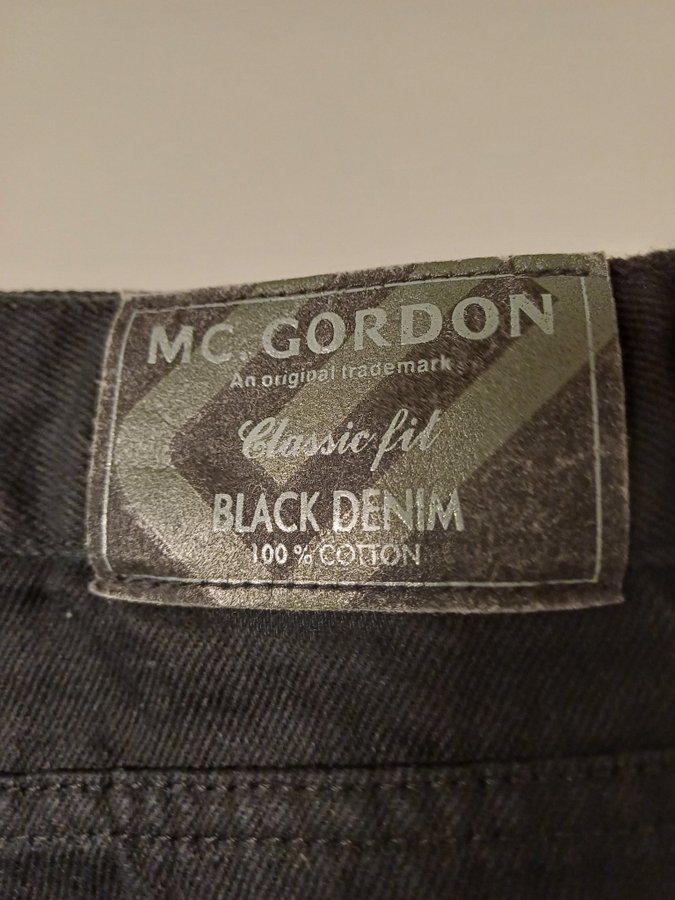 MC. GORDON
An original trademark
Classic fit
BLACK DENIM
100 % COTTON